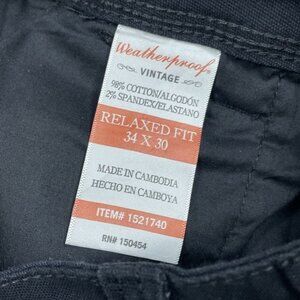 Weatherproof®
VINTAGE
98% COTTON/ALGODÓN
2% SPANDEX/ELASTANO
RELAXED FIT
34 X 30
MADE IN CAMBODIA
HECHO EN CAMBOYA
ITEM# 1521740
RN# 150454